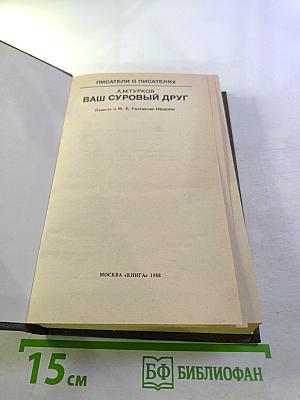 ПИСАТЕЛИ О ПИСАТЕЛЯХ
А.М.ТУРКОВ
ВАШ СУРОВЫЙ ДРУГ
Повесть о М. Е. Салтыкове-Щедрине
МОСКВА «КНИГА» 1988
15 см
БФ БИБЛИОФАН